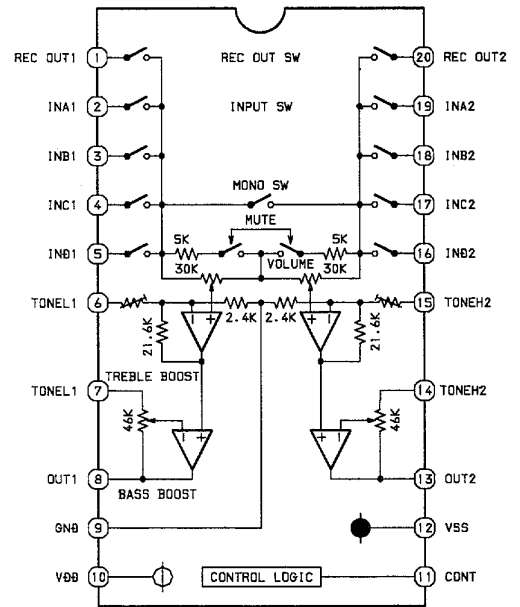 REC OUT1 1 REC OUT SW 20 REC OUT2
INA1 2 INPUT SW 19 INA2
INB1 3 18 INB2
MONO SW
INC1 4 17 INC2
MUTE
5K 5K
IND1 5 VOLUME 16 IND2
30K 30K
TONEL1 6 15 TONEH2
2.4K 2.4K
21.6K 21.6K
TREBLE BOOST
TONEL1 7 14 TONEH2
46K 46K
OUT1 8 13 OUT2
BASS BOOST
GND 9 12 VSS
VDD 10 CONTROL LOGIC 11 CONT